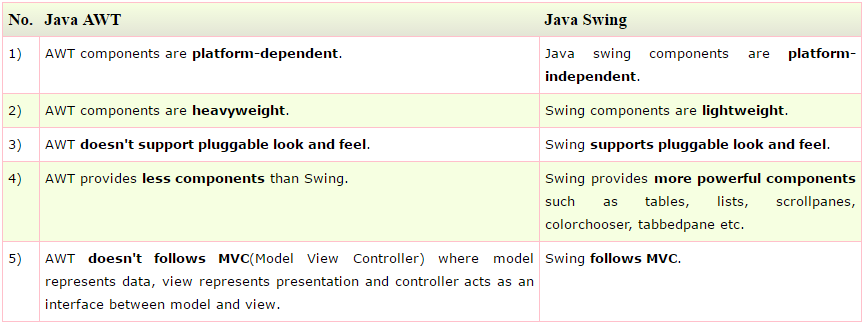 No. Java AWT Java Swing
1) AWT components are platform-dependent. Java swing components are platform-
independent.
2) AWT components are heavyweight. Swing components are lightweight.
3) AWT doesn't support pluggable look and feel. Swing supports pluggable look and feel.
4) AWT provides less components than Swing. Swing provides more powerful components
such as tables, lists, scrollpanes,
colorchooser, tabbedpane etc.
5) AWT doesn't follows MVC(Model View Controller) where model
represents data, view represents presentation and controller acts as an
interface between model and view.
Swing follows MVC.